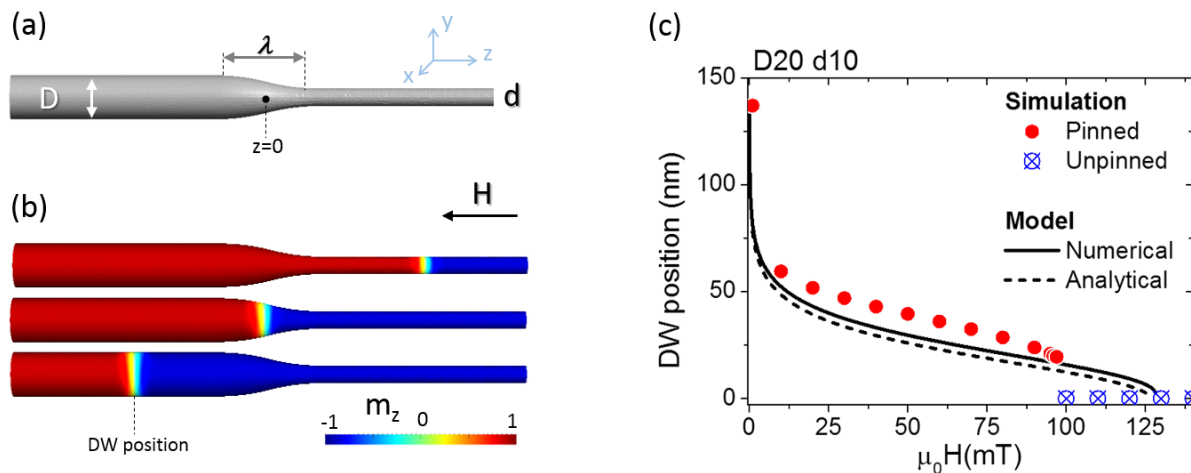 (a)
λ
D
d
z=0
y
z
x
(b)
H
DW position
m_z
-1
0
1
(c)
D20 d10
DW position (nm)
150
100
50
0
Simulation
Pinned
Unpinned
Model
Numerical
Analytical
0
25
50
75
100
125
μ₀H(mT)